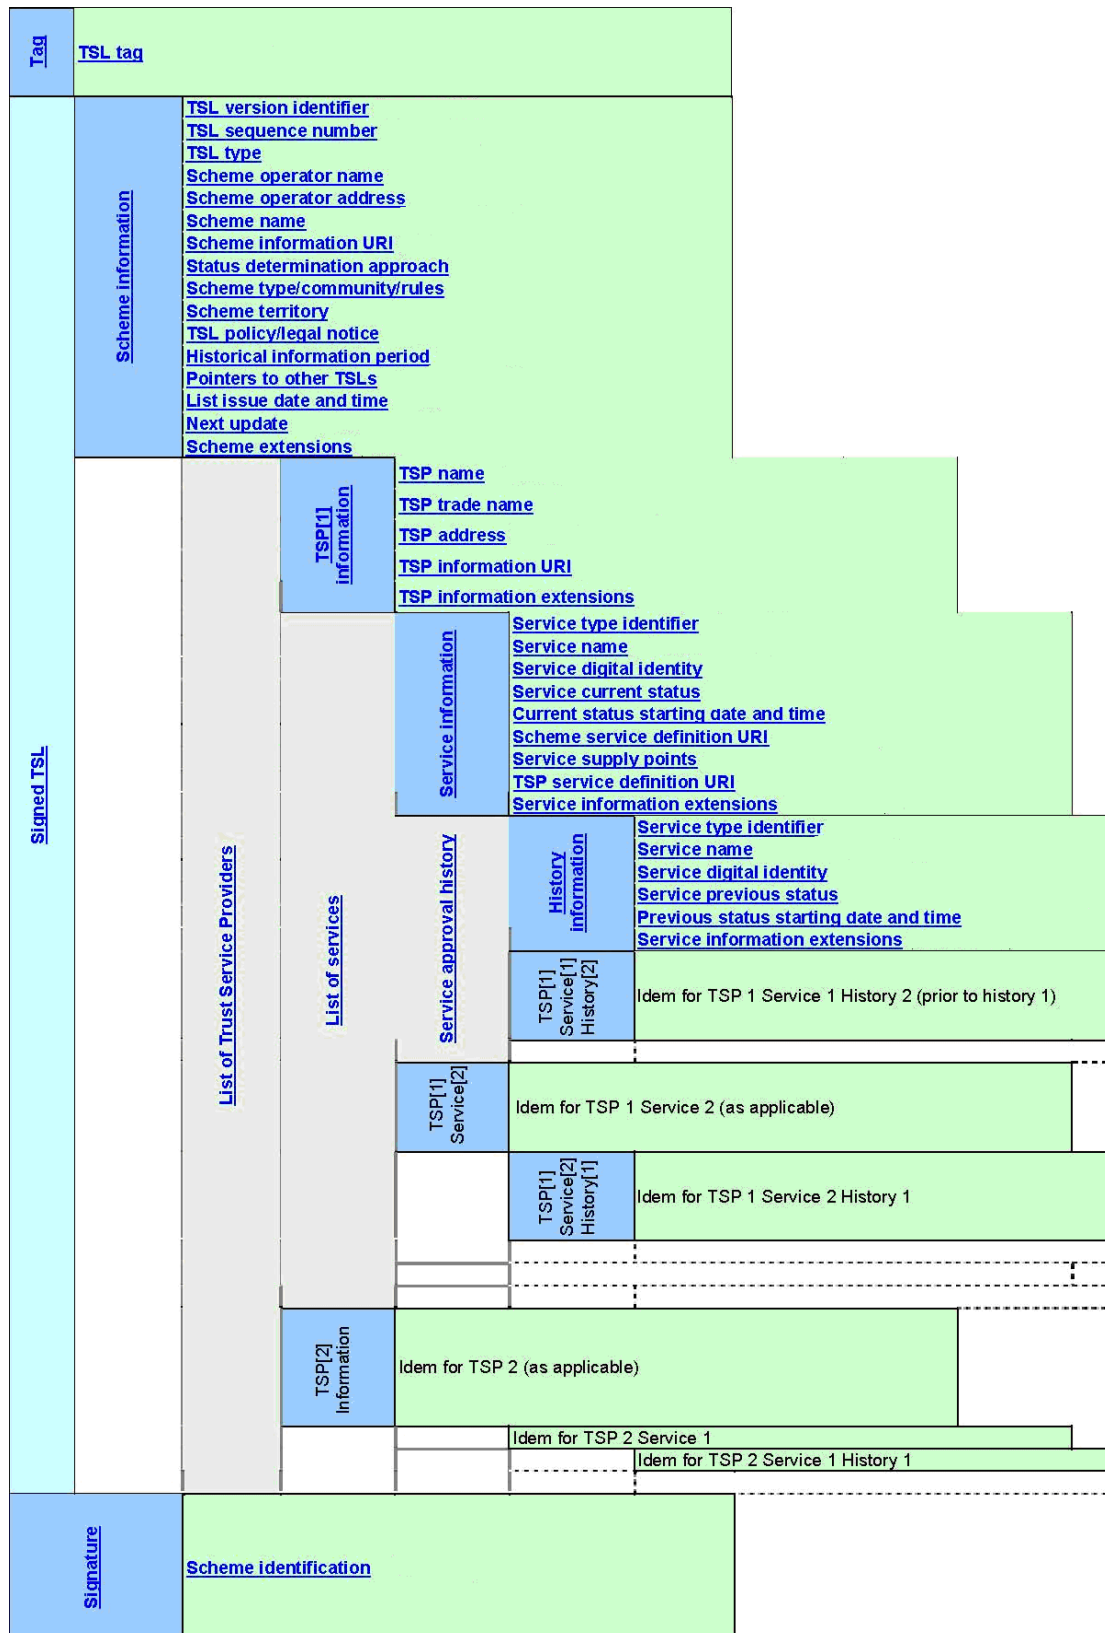 Tag
TSL tag
Signed TSL
Scheme information
TSL version identifier
TSL sequence number
TSL type
Scheme operator name
Scheme operator address
Scheme name
Scheme information URI
Status determination approach
Scheme type/community/rules
Scheme territory
TSL policy/legal notice
Historical information period
Pointers to other TSLs
List issue date and time
Next update
Scheme extensions
List of Trust Service Providers
TSP[1]
information
TSP name
TSP trade name
TSP address
TSP information URI
TSP information extensions
List of services
Service information
Service type identifier
Service name
Service digital identity
Service current status
Current status starting date and time
Scheme service definition URI
Service supply points
TSP service definition URI
Service information extensions
Service approval history
History
information
Service type identifier
Service name
Service digital identity
Service previous status
Previous status starting date and time
Service information extensions
TSP[1]
Service[1]
History[2]
Idem for TSP 1 Service 1 History 2 (prior to history 1)
TSP[1]
Service[2]
Idem for TSP 1 Service 2 (as applicable)
TSP[1]
Service[2]
History[1]
Idem for TSP 1 Service 2 History 1
TSP[2]
Information
Idem for TSP 2 (as applicable)
Idem for TSP 2 Service 1
Idem for TSP 2 Service 1 History 1
Signature
Scheme identification